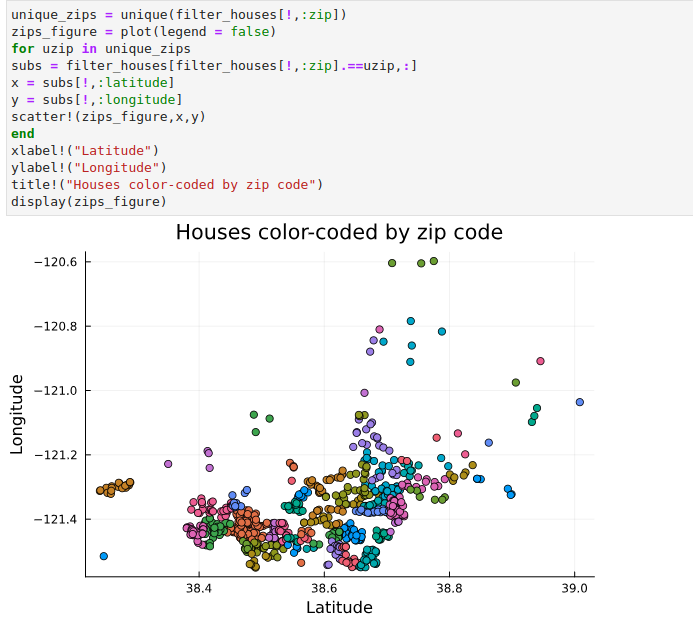 unique_zips = unique(filter_houses[!,:zip])
zips_figure = plot(legend = false)
for uzip in unique_zips
subs = filter_houses[filter_houses[!,:zip].==uzip,:]
x = subs[!,:latitude]
y = subs[!,:longitude]
scatter!(zips_figure,x,y)
end
xlabel!("Latitude")
ylabel!("Longitude")
title!("Houses color-coded by zip code")
display(zips_figure)
Houses color-coded by zip code
−120.6
−120.8
−121.0
−121.2
−121.4
Longitude
38.4 38.6 38.8 39.0
Latitude